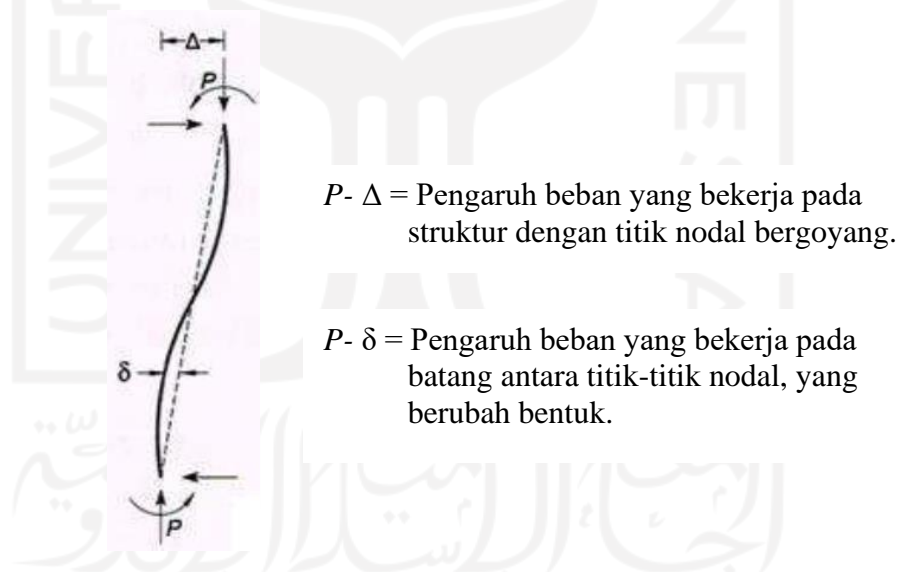 Δ
P
P- Δ = Pengaruh beban yang bekerja pada
struktur dengan titik nodal bergoyang.
P- δ = Pengaruh beban yang bekerja pada
batang antara titik-titik nodal, yang
berubah bentuk.
δ
P